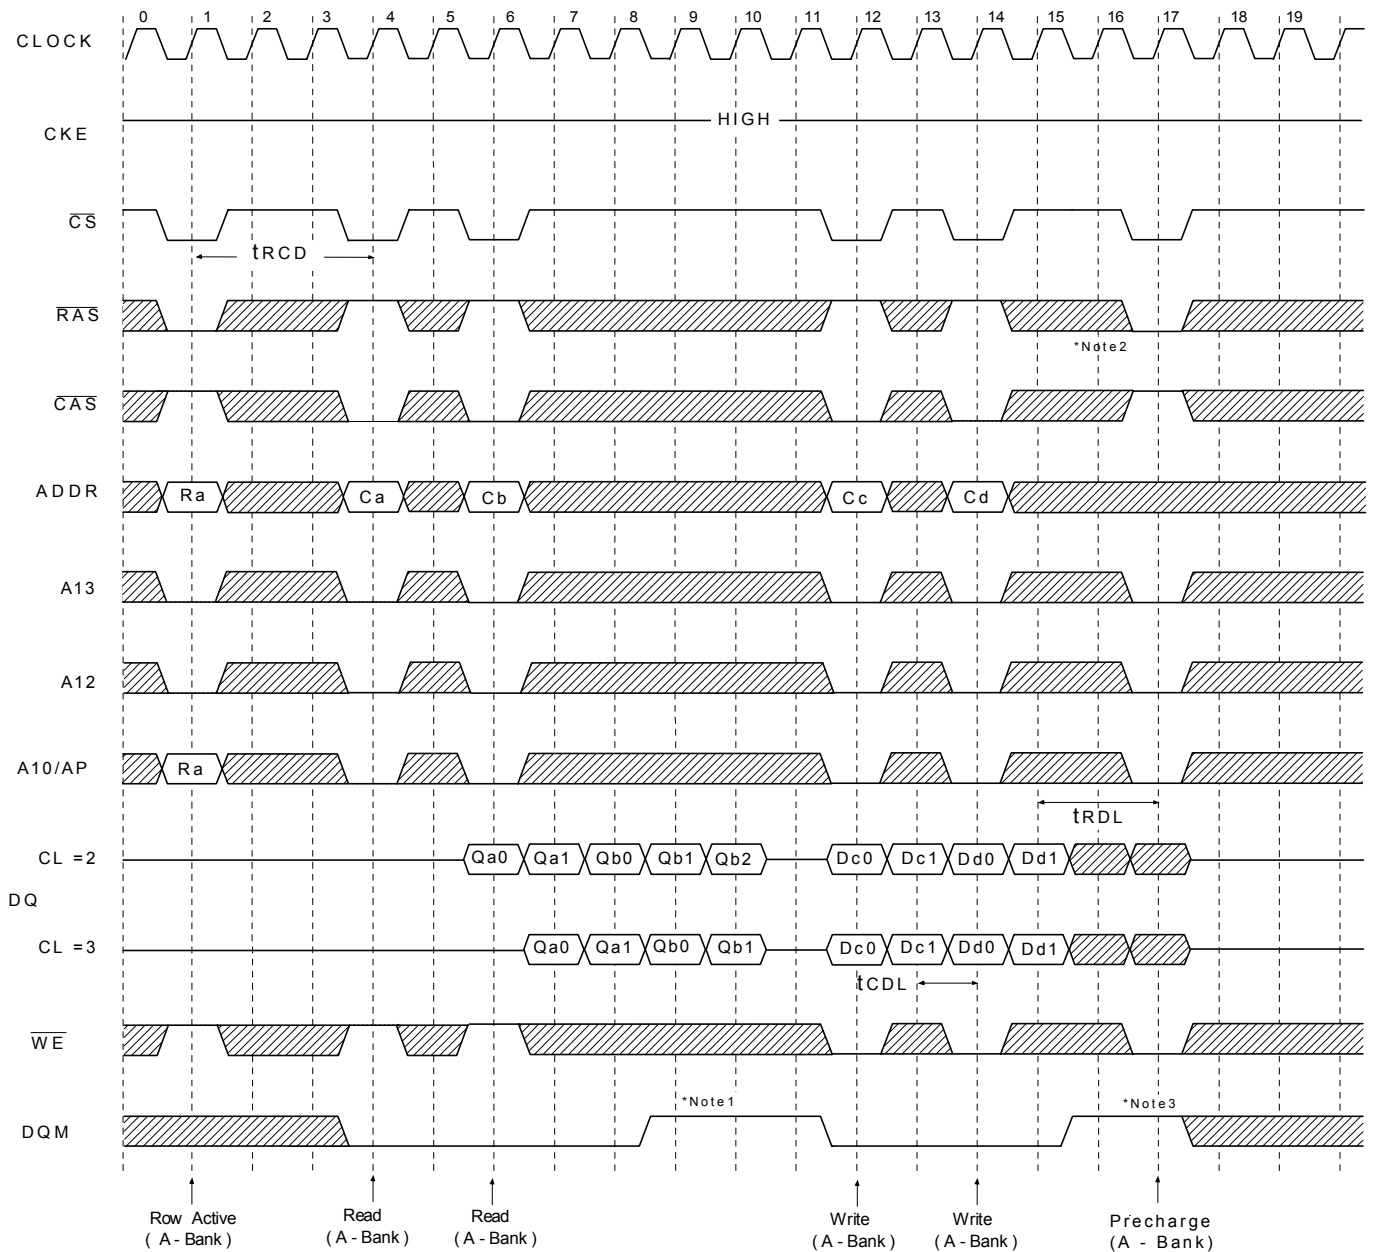 0 1 2 3 4 5 6 7 8 9 10 11 12 13 14 15 16 17 18 19
CLOCK
HIGH
CKE
CS
tRCD
RAS
*Note2
CAS
ADDR Ra Ca Cb Cc Cd
A13
A12
A10/AP Ra
tRDL
CL =2 Qa0 Qa1 Qb0 Qb1 Qb2 Dc0 Dc1 Dd0 Dd1
DQ
CL =3 Qa0 Qa1 Qb0 Qb1 Dc0 Dc1 Dd0 Dd1
tCDL
WE
*Note1 *Note3
DQM
Row Active Read Read Write Write Precharge
( A - Bank ) ( A - Bank ) ( A - Bank ) ( A - Bank ) ( A - Bank ) ( A - Bank )